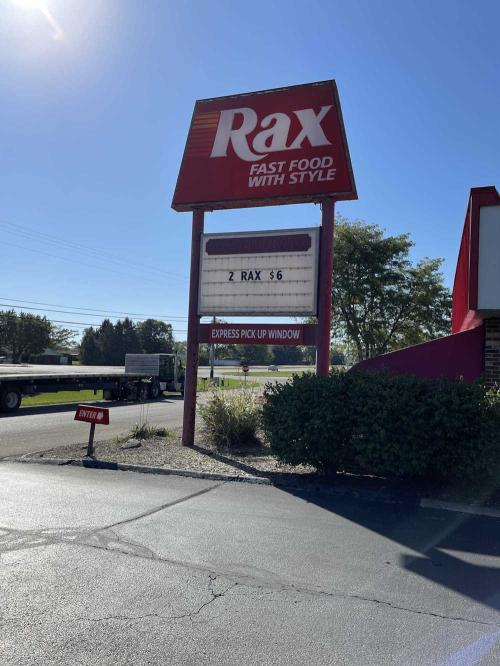 Rax
FAST FOOD
WITH STYLE
2 RAX $6
EXPRESS PICK UP WINDOW
ENTER